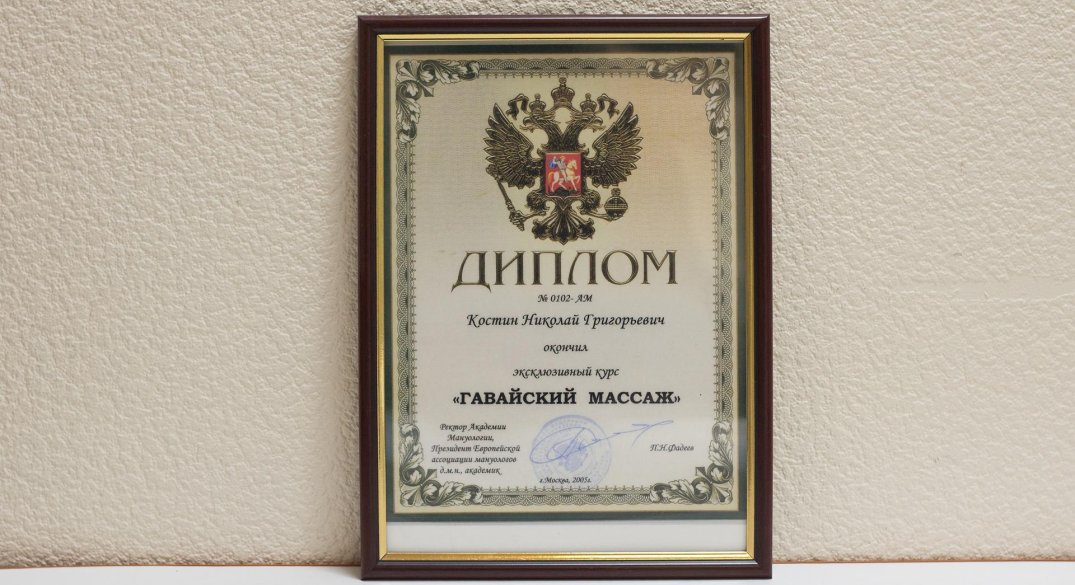 ДИПЛОМ
№ 0102- АМ
Костин Николай Григорьевич
окончил
эксклюзивный курс
«ГАВАЙСКИЙ МАССАЖ»
Ректор Академии
Мануологии,
Президент Европейской
ассоциации мануологов
д.м.н., академик
П.Н.Фадеев
г.Москва, 2005г.